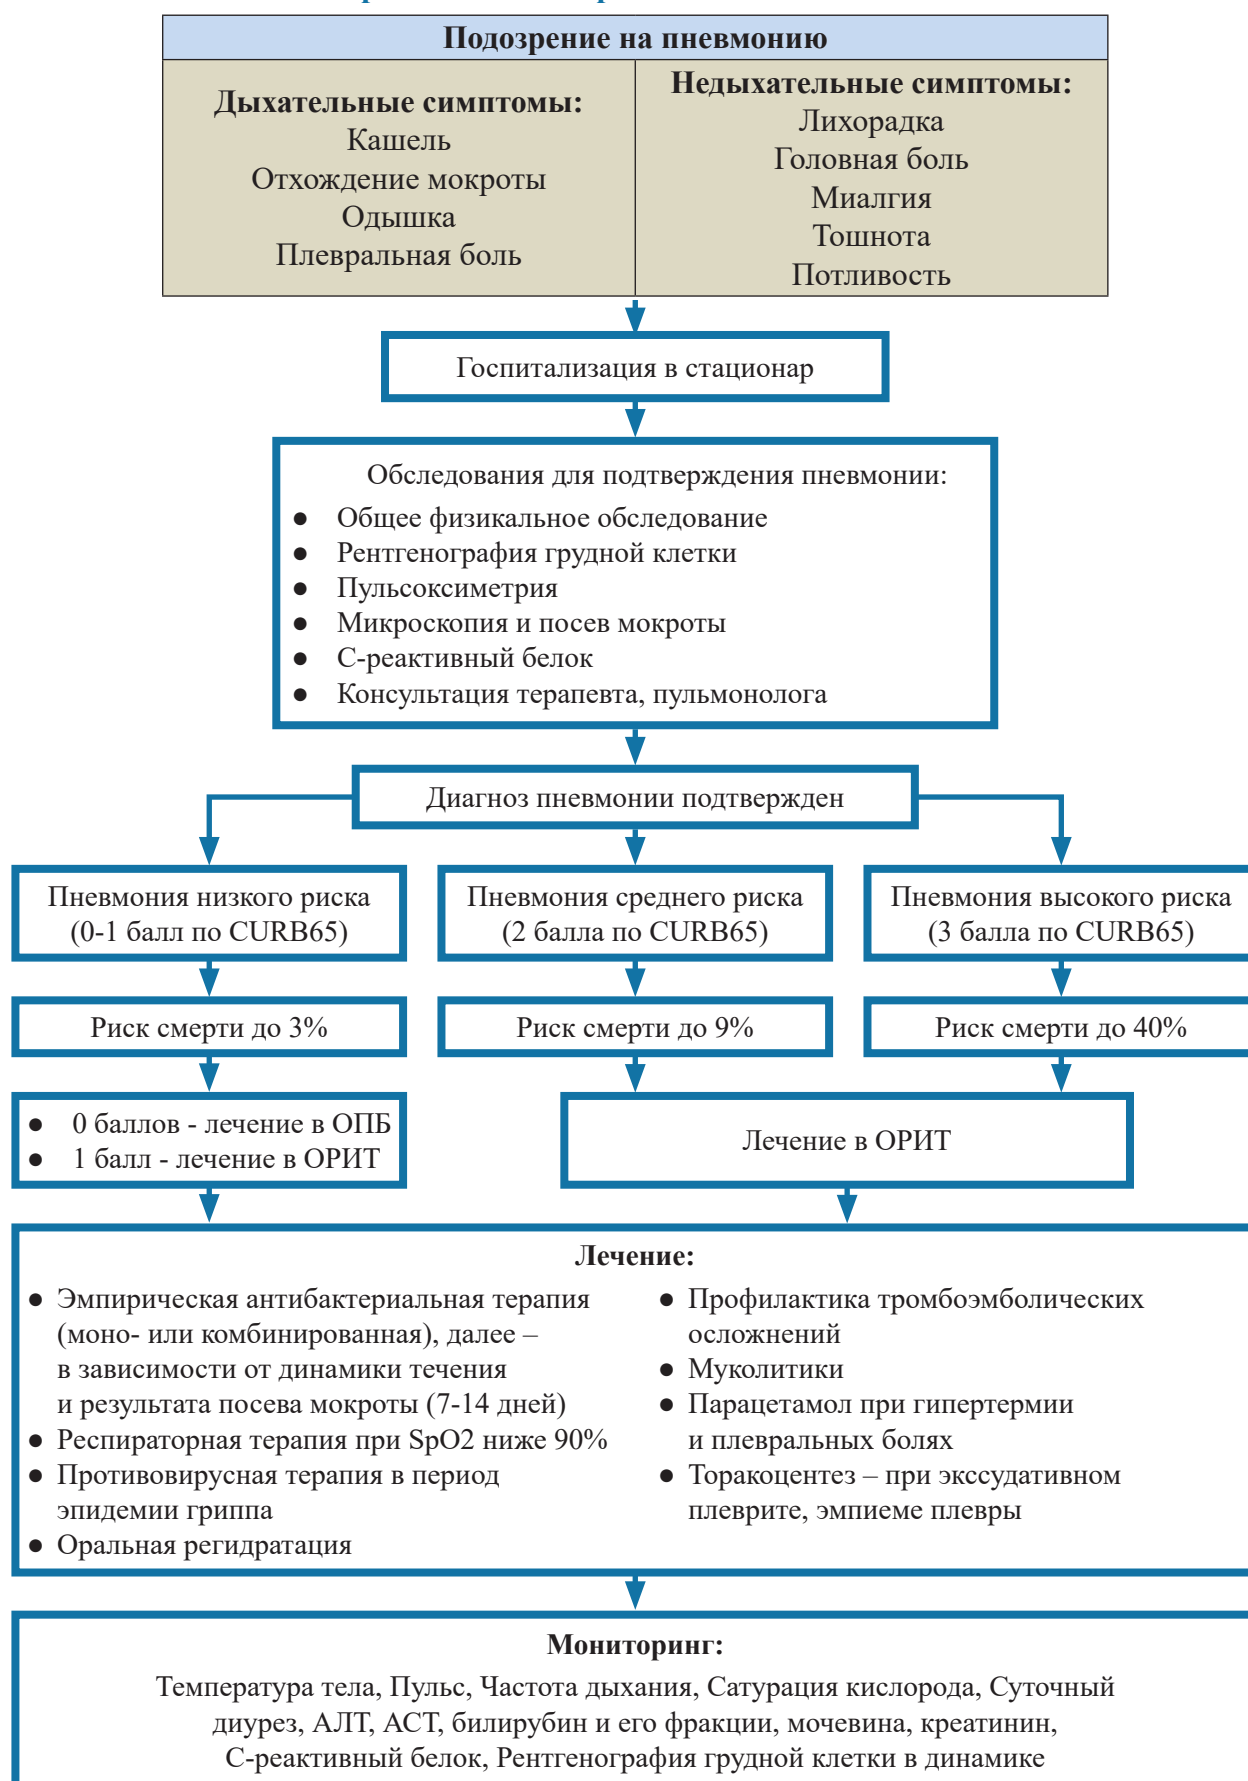 Подозрение на пневмонию
Дыхательные симптомы:
Кашель
Отхождение мокроты
Одышка
Плевральная боль
Недыхательные симптомы:
Лихорадка
Головная боль
Миалгия
Тошнота
Потливость
Госпитализация в стационар
Обследования для подтверждения пневмонии:
● Общее физикальное обследование
● Рентгенография грудной клетки
● Пульсоксиметрия
● Микроскопия и посев мокроты
● С-реактивный белок
● Консультация терапевта, пульмонолога
Диагноз пневмонии подтвержден
Пневмония низкого риска
(0-1 балл по CURB65)
Пневмония среднего риска
(2 балла по CURB65)
Пневмония высокого риска
(3 балла по CURB65)
Риск смерти до 3%
Риск смерти до 9%
Риск смерти до 40%
● 0 баллов - лечение в ОПБ
● 1 балл - лечение в ОРИТ
Лечение в ОРИТ
Лечение:
● Эмпирическая антибактериальная терапия
(моно- или комбинированная), далее –
в зависимости от динамики течения
и результата посева мокроты (7-14 дней)
● Респираторная терапия при SpO2 ниже 90%
● Противовирусная терапия в период
эпидемии гриппа
● Оральная регидратация
● Профилактика тромбоэмболических
осложнений
● Муколитики
● Парацетамол при гипертермии
и плевральных болях
● Торакоцентез – при экссудативном
плеврите, эмпиеме плевры
Мониторинг:
Температура тела, Пульс, Частота дыхания, Сатурация кислорода, Суточный
диурез, АЛТ, АСТ, билирубин и его фракции, мочевина, креатинин,
С-реактивный белок, Рентгенография грудной клетки в динамике